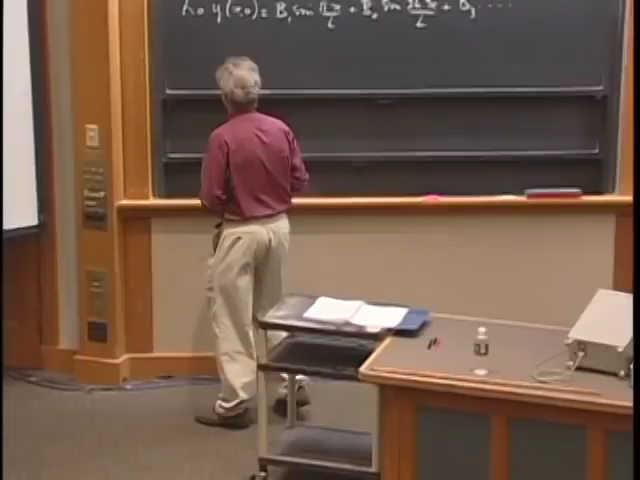 y(x,0) = B₁ sin πx/L + B₂ sin 2πx/L + B₃ ....